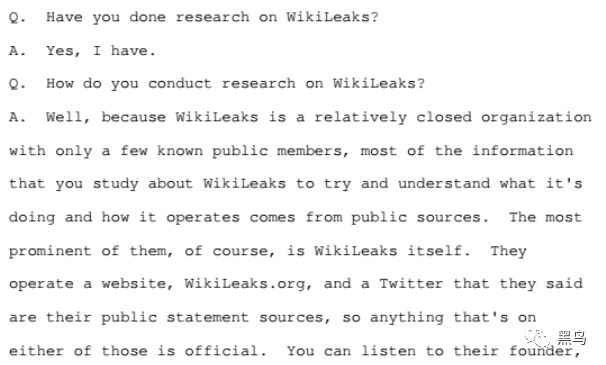 Q. Have you done research on WikiLeaks?
A. Yes, I have.
Q. How do you conduct research on WikiLeaks?
A. Well, because WikiLeaks is a relatively closed organization
with only a few known public members, most of the information
that you study about WikiLeaks to try and understand what it's
doing and how it operates comes from public sources. The most
prominent of them, of course, is WikiLeaks itself. They
operate a website, WikiLeaks.org, and a Twitter that they said
are their public statement sources, so anything that's on
either of those is official. You can listen to their founder,
黑鸟